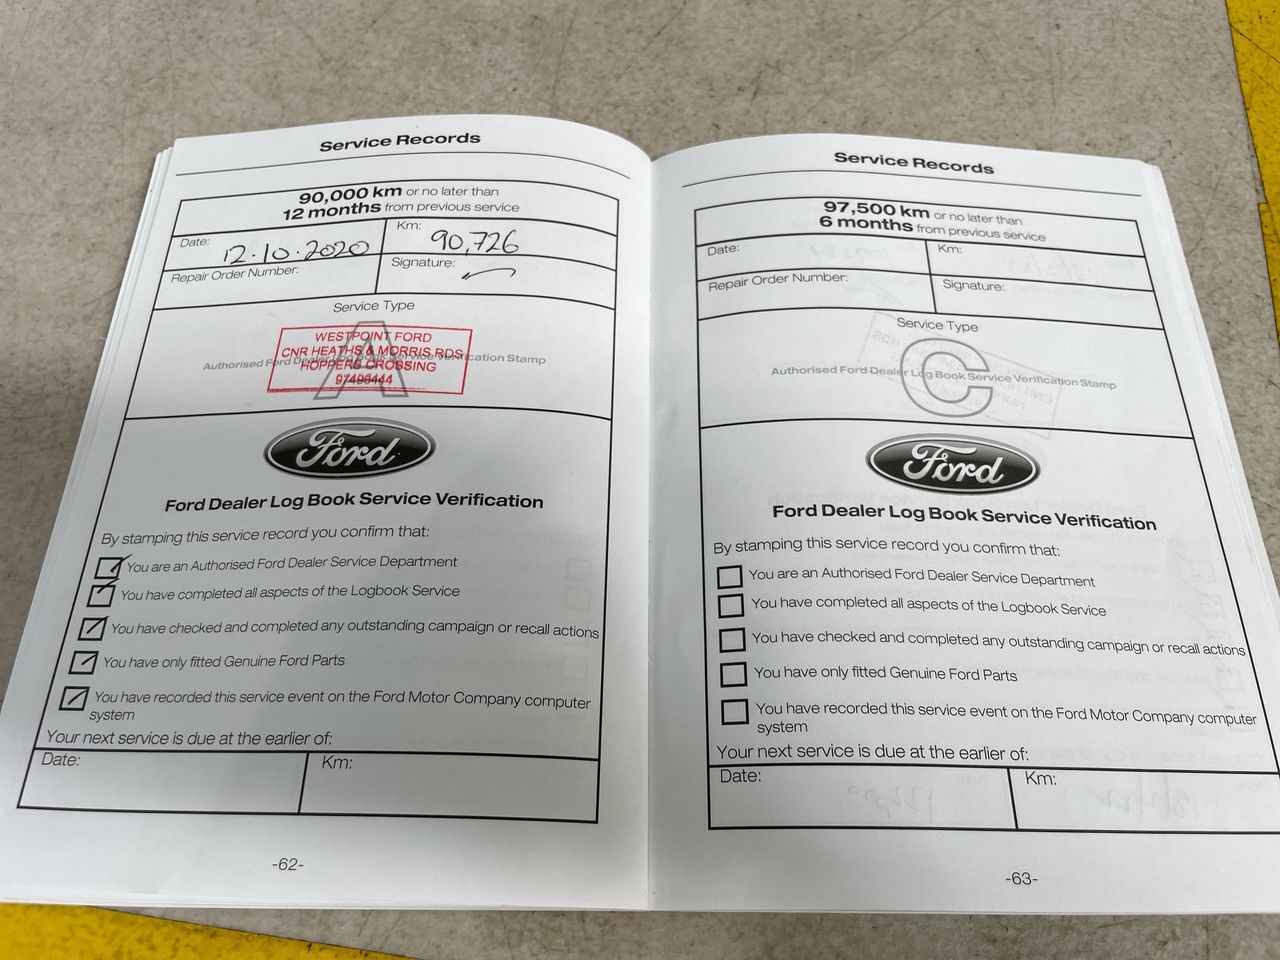 Service Records
90,000 km or no later than
12 months from previous service
Date: 12.10.2020
Km: 90,726
Repair Order Number:
Signature:
Service Type
A
Authorised Ford Dealer Log Book Service Verification Stamp
WESTPOINT FORD
CNR HEATHS & MORRIS RDS
HOPPERS CROSSING
97496444
Ford
Ford Dealer Log Book Service Verification
By stamping this service record you confirm that:
You are an Authorised Ford Dealer Service Department
You have completed all aspects of the Logbook Service
You have checked and completed any outstanding campaign or recall actions
You have only fitted Genuine Ford Parts
You have recorded this service event on the Ford Motor Company computer
system
Your next service is due at the earlier of:
Date:
Km:
-62-
Service Records
97,500 km or no later than
6 months from previous service
Date:
Km:
Repair Order Number:
Signature:
Service Type
C
Authorised Ford Dealer Log Book Service Verification Stamp
Ford
Ford Dealer Log Book Service Verification
By stamping this service record you confirm that:
You are an Authorised Ford Dealer Service Department
You have completed all aspects of the Logbook Service
You have checked and completed any outstanding campaign or recall actions
You have only fitted Genuine Ford Parts
You have recorded this service event on the Ford Motor Company computer
system
Your next service is due at the earlier of:
Date:
Km:
-63-